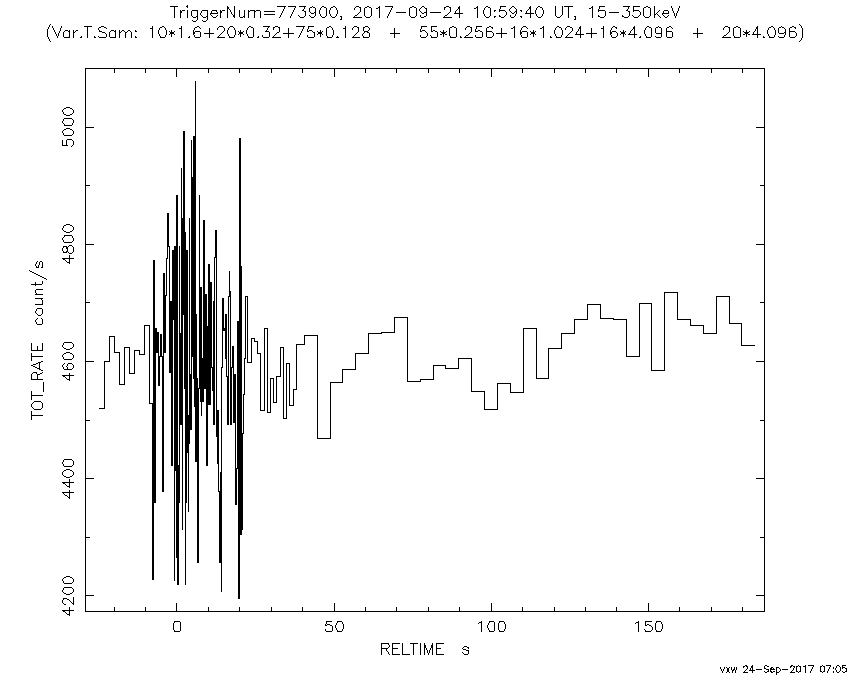 TriggerNum=773900, 2017-09-24 10:59:40 UT, 15-350keV
(Var.T.Sam: 10*1.6+20*0.32+75*0.128 + 55*0.256+16*1.024+16*4.096 + 20*4.096)
TOT_RATE count/s
5000
4800
4600
4400
4200
0 50 100 150
RELTIME s
vxw 24-Sep-2017 07:05